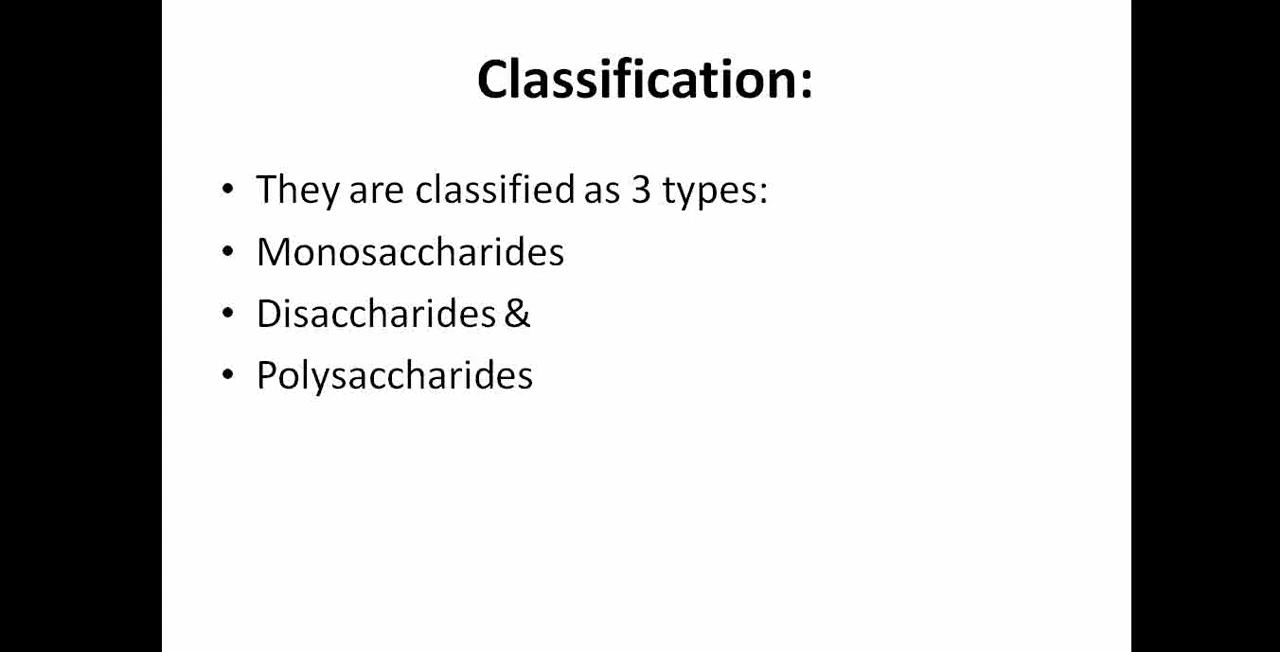 Classification:
• They are classified as 3 types:
• Monosaccharides
• Disaccharides &
• Polysaccharides